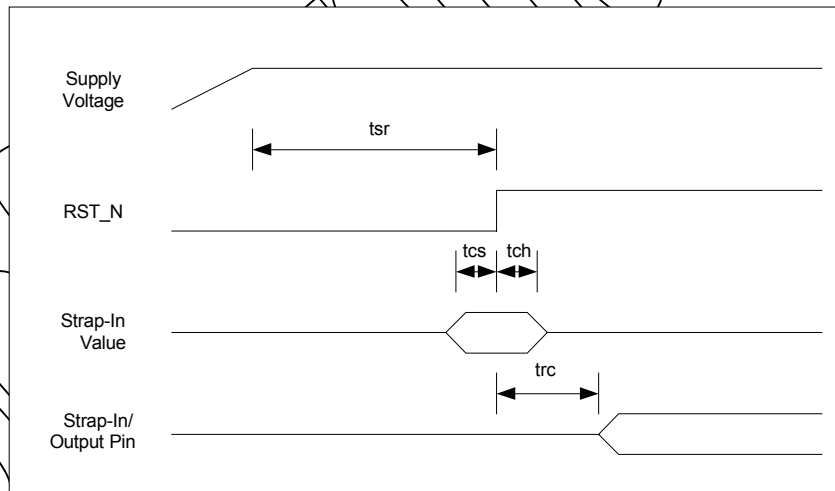 Supply
Voltage
tsr
RST_N
tcs
tch
Strap-In
Value
trc
Strap-In/
Output Pin